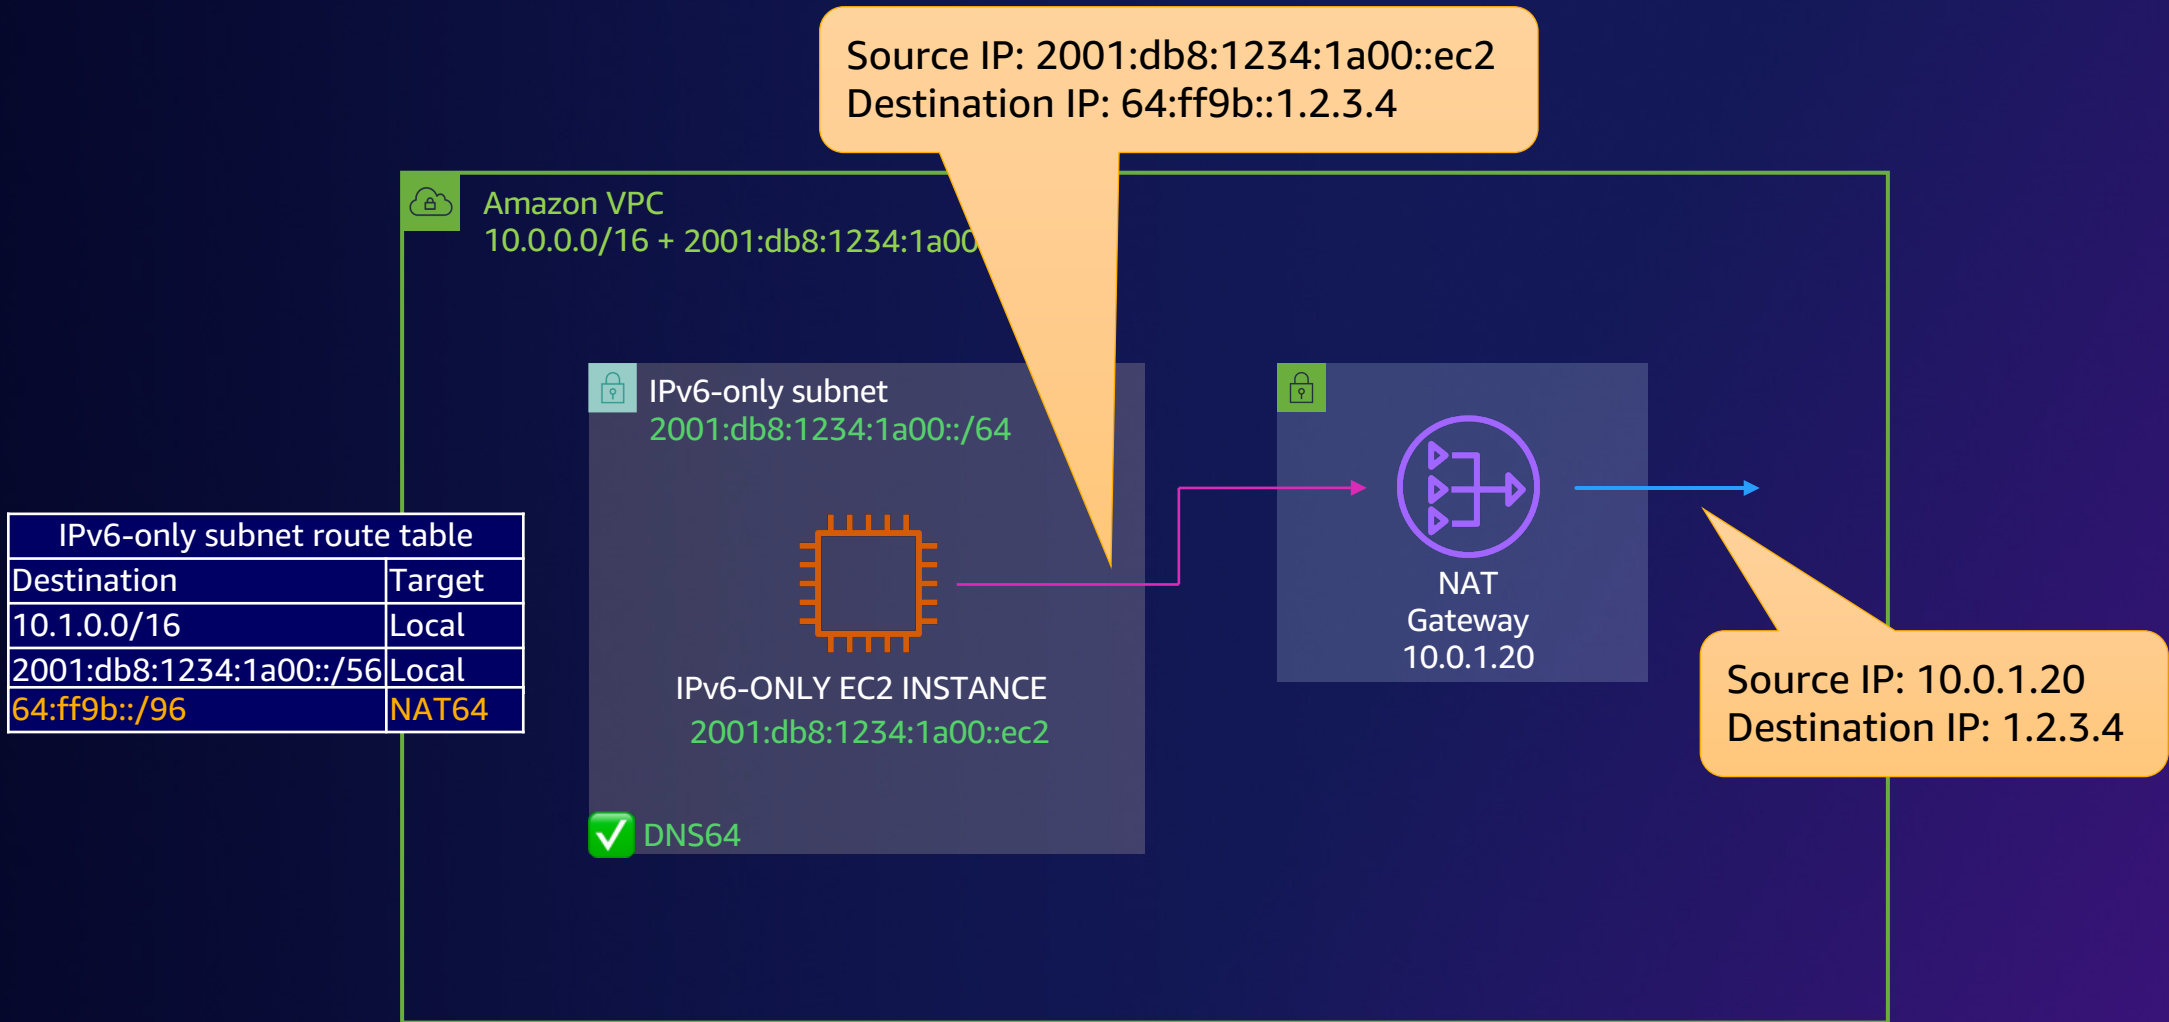 Source IP: 2001:db8:1234:1a00::ec2
Destination IP: 64:ff9b::1.2.3.4
Amazon VPC
10.0.0.0/16 + 2001:db8:1234:1a00
IPv6-only subnet
2001:db8:1234:1a00::/64
IPv6-only subnet route table
Destination Target
10.1.0.0/16 Local
2001:db8:1234:1a00::/56 Local
64:ff9b::/96 NAT64
IPv6-ONLY EC2 INSTANCE
2001:db8:1234:1a00::ec2
DNS64
NAT
Gateway
10.0.1.20
Source IP: 10.0.1.20
Destination IP: 1.2.3.4